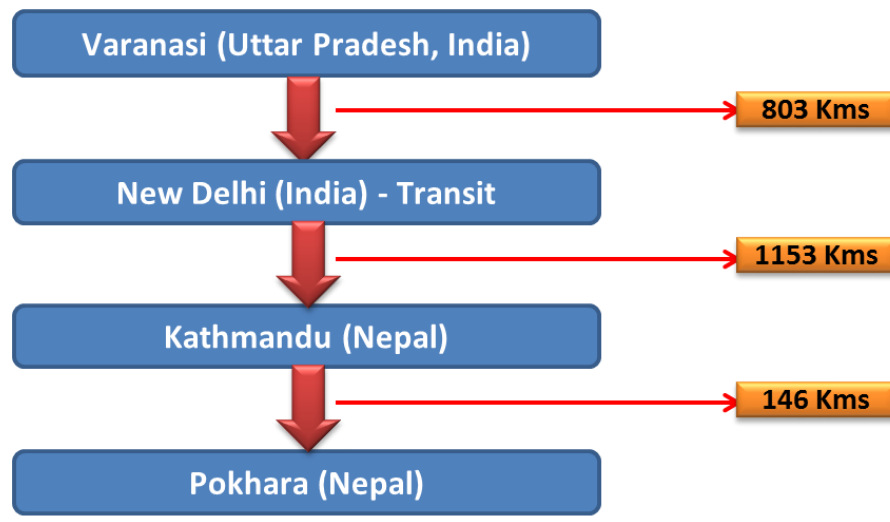 Varanasi (Uttar Pradesh, India)
803 Kms
New Delhi (India) - Transit
1153 Kms
Kathmandu (Nepal)
146 Kms
Pokhara (Nepal)